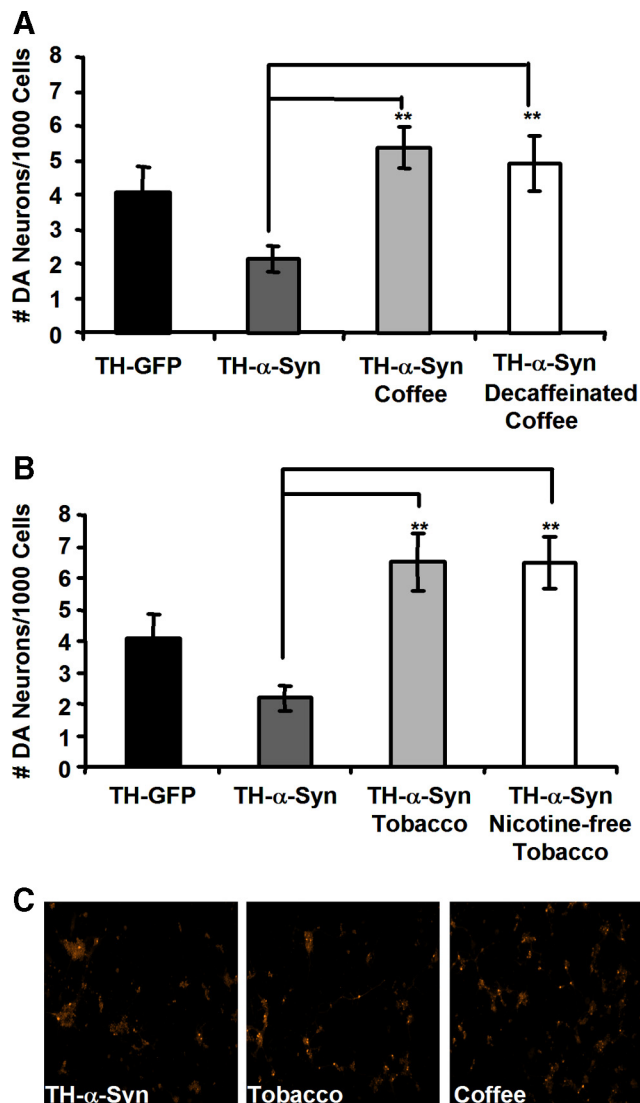 A
# DA Neurons/1000 Cells
8
7
6
5
4
3
2
1
0
**
**
TH-GFP
TH-α-Syn
TH-α-Syn
Coffee
TH-α-Syn
Decaffeinated
Coffee
B
# DA Neurons/1000 Cells
8
7
6
5
4
3
2
1
0
**
**
TH-GFP
TH-α-Syn
TH-α-Syn
Tobacco
TH-α-Syn
Nicotine-free
Tobacco
C
TH-α-Syn
Tobacco
Coffee